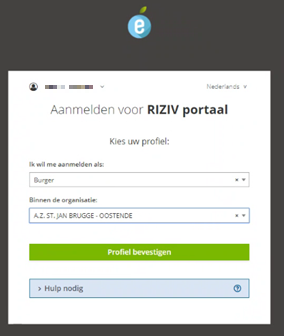 e
Nederlands
Aanmelden voor RIZIV portaal
Kies uw profiel:
Ik wil me aanmelden als:
Burger
Binnen de organisatie:
A.Z. ST. JAN BRUGGE - OOSTENDE
Profiel bevestigen
Hulp nodig